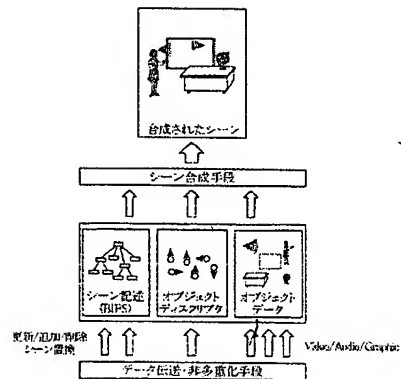 合成されたシーン
シーン合成手段
シーン記述
(BIFS)
オブジェクト
ディスクリプタ
オブジェクト
データ
更新/追加/削除
シーン置換
Video/Audio/Graphic
データ伝送・非多重化手段